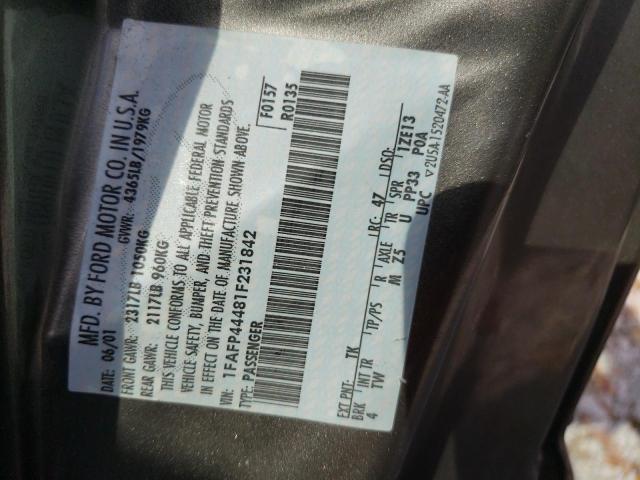 MFD. BY FORD MOTOR CO. IN U.S.A.
DATE: 06/01 GVWR: 4365LB/1979KG
FRONT GAWR: 2317LB 1050KG
REAR GAWR: 2117LB 960KG
THIS VEHICLE CONFORMS TO ALL APPLICABLE FEDERAL MOTOR
VEHICLE SAFETY, BUMPER, AND THEFT PREVENTION STANDARDS
IN EFFECT ON THE DATE OF MANUFACTURE SHOWN ABOVE.
VIN: 1FAFP44481F231842 F0157
TYPE: PASSENGER R0135
EXT PNT: TK LRC: 47 DSO:
BRK INT TR TP/PS R AXLE TR SPR 1ZE13
4 TW M Z5 U PP33 POA
UPC ▽2U5A-1520472-AA